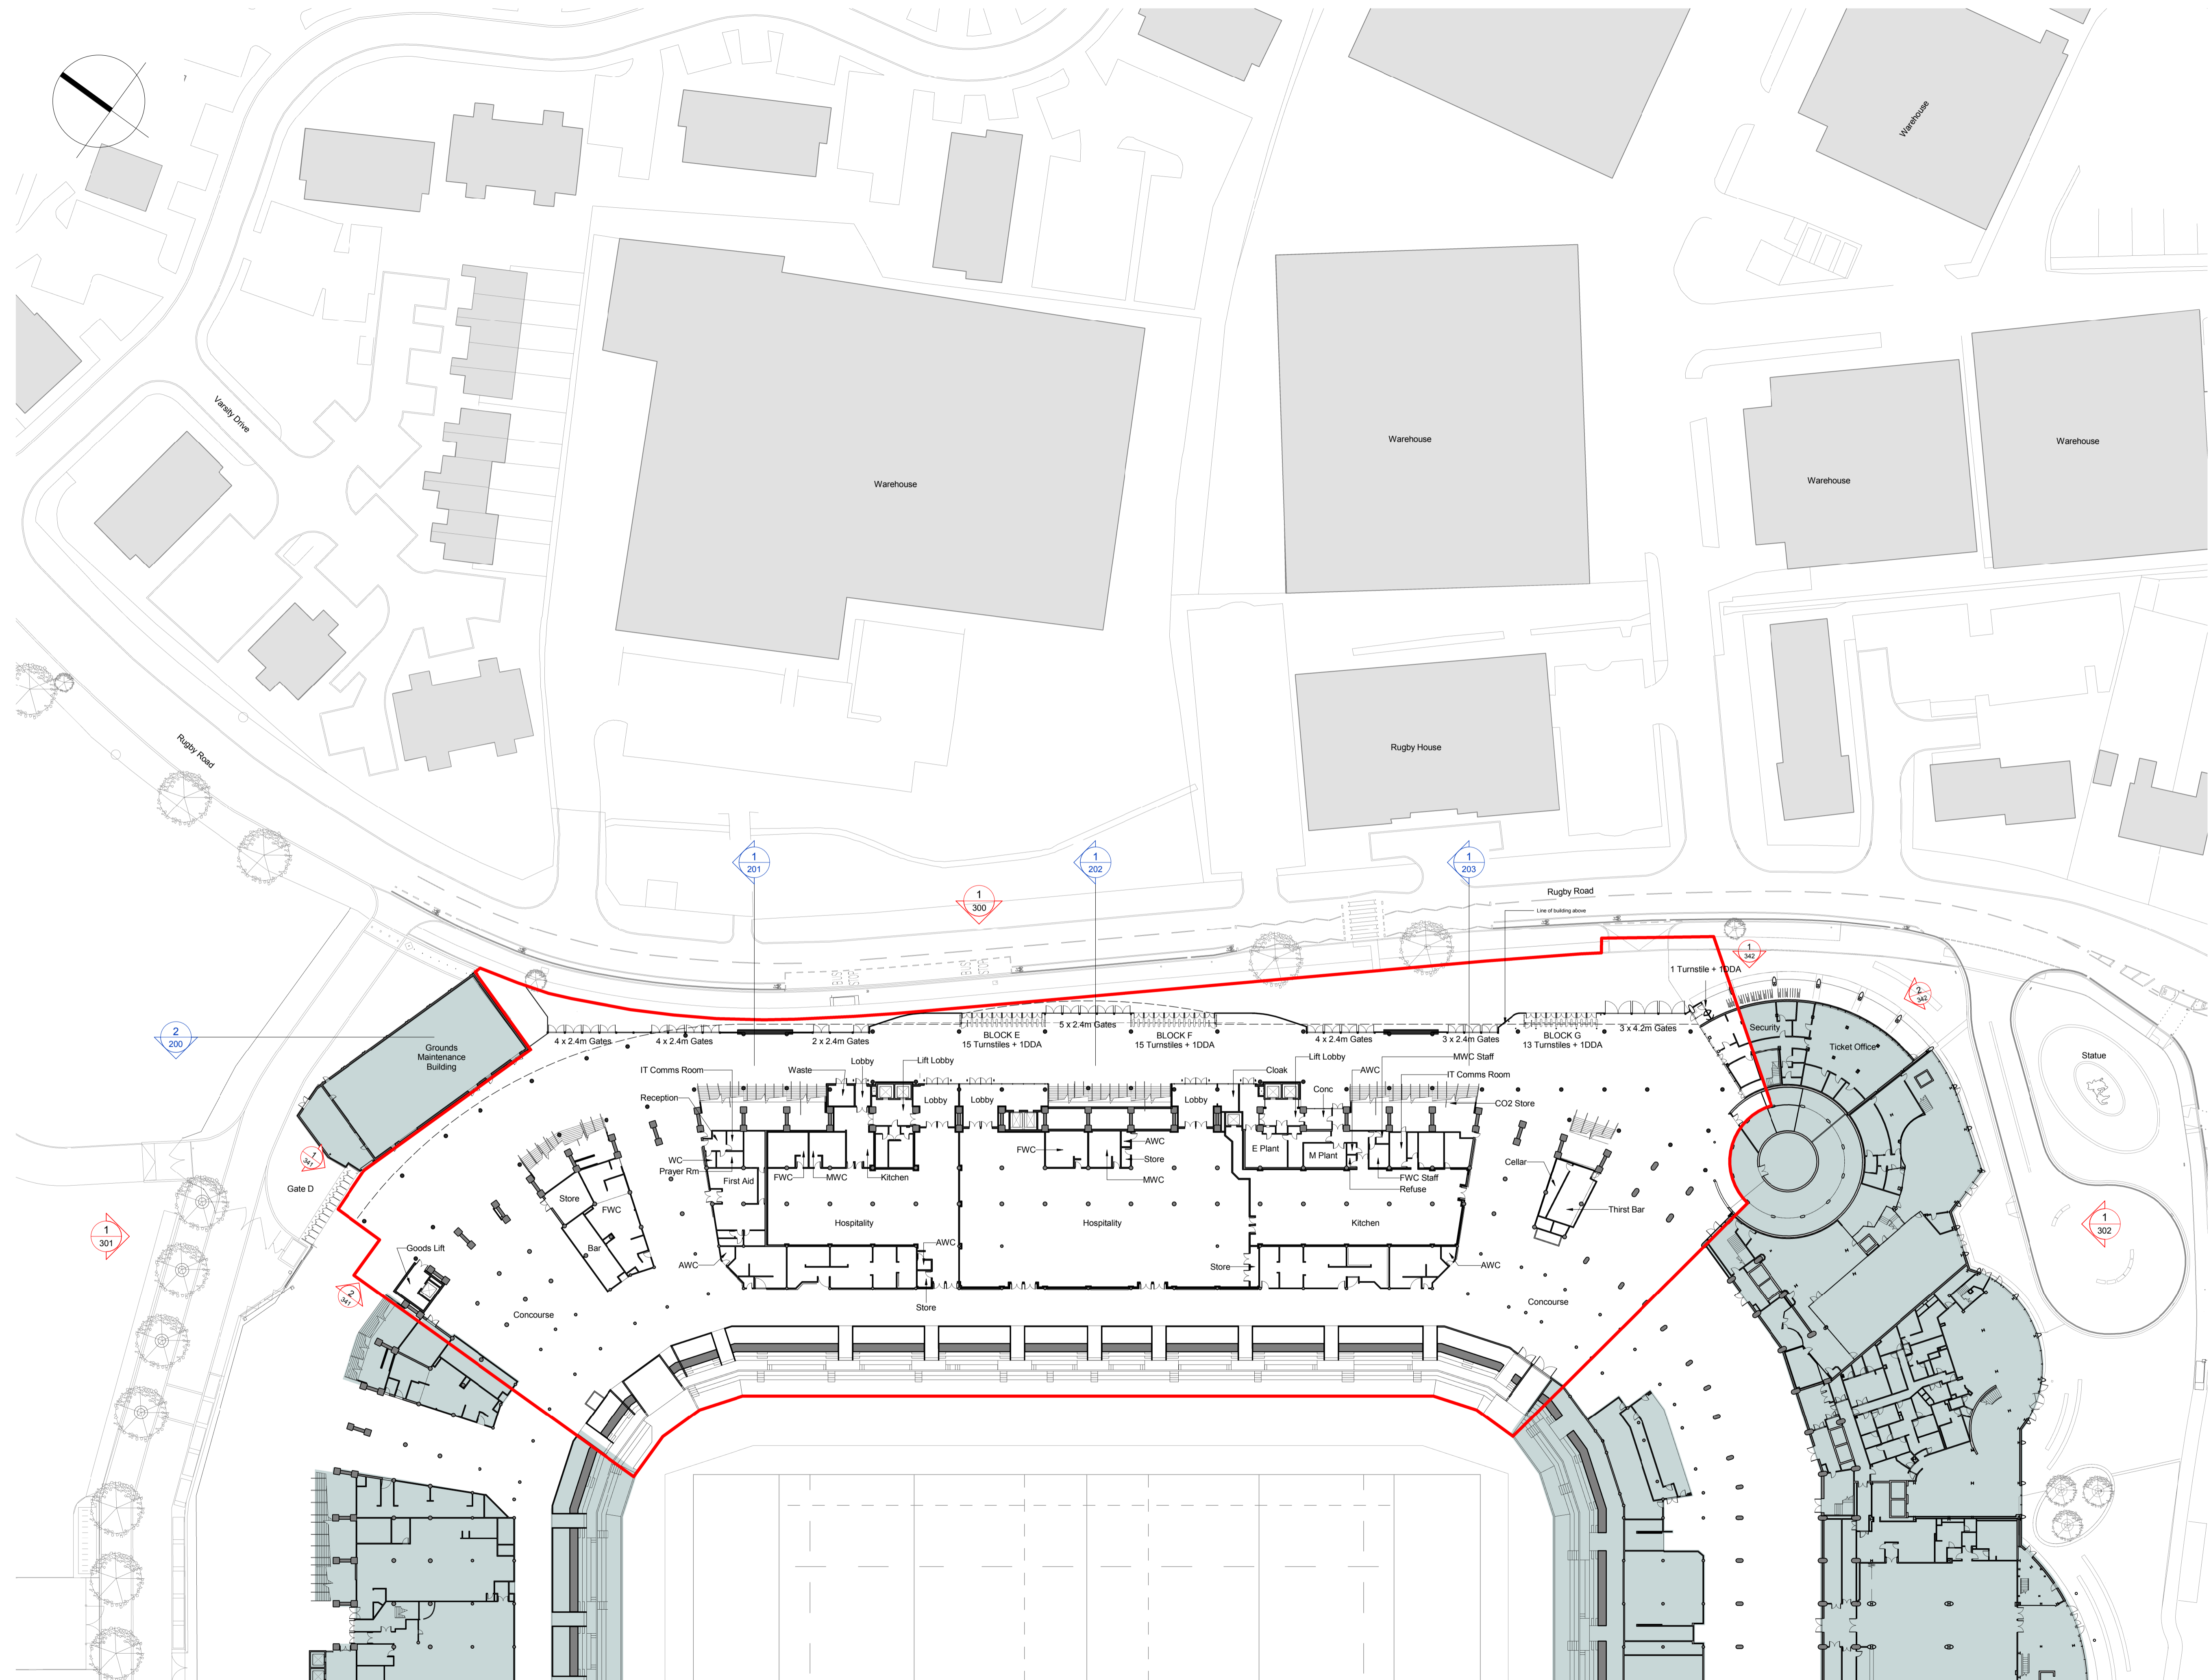 Warehouse
Varsity Drive
Warehouse
Warehouse
Warehouse
Warehouse
Rugby Road
Rugby House
1
201
1
202
1
203
1
300
Rugby Road
Line of building above
1
342
2
342
1 Turnstile + 1DDA
2
200
Grounds
Maintenance
Building
4 x 2.4m Gates
4 x 2.4m Gates
2 x 2.4m Gates
BLOCK E
15 Turnstiles + 1DDA
5 x 2.4m Gates
BLOCK F
15 Turnstiles + 1DDA
4 x 2.4m Gates
3 x 2.4m Gates
BLOCK G
13 Turnstiles + 1DDA
3 x 4.2m Gates
Security
Ticket Office
Statue
IT Comms Room
Waste
Lobby
Lift Lobby
Lift Lobby
Cloak
Conc
AWC
MWC Staff
IT Comms Room
CO2 Store
Reception
Lobby
Lobby
Lobby
WC
Prayer Rm
First Aid
FWC
MWC
Kitchen
FWC
AWC
Store
MWC
E Plant
M Plant
FWC Staff
Refuse
Cellar
Thirst Bar
1
341
Gate D
Store
FWC
Bar
1
301
Goods Lift
2
341
Hospitality
Hospitality
Kitchen
1
302
AWC
AWC
Store
Store
AWC
Concourse
Concourse